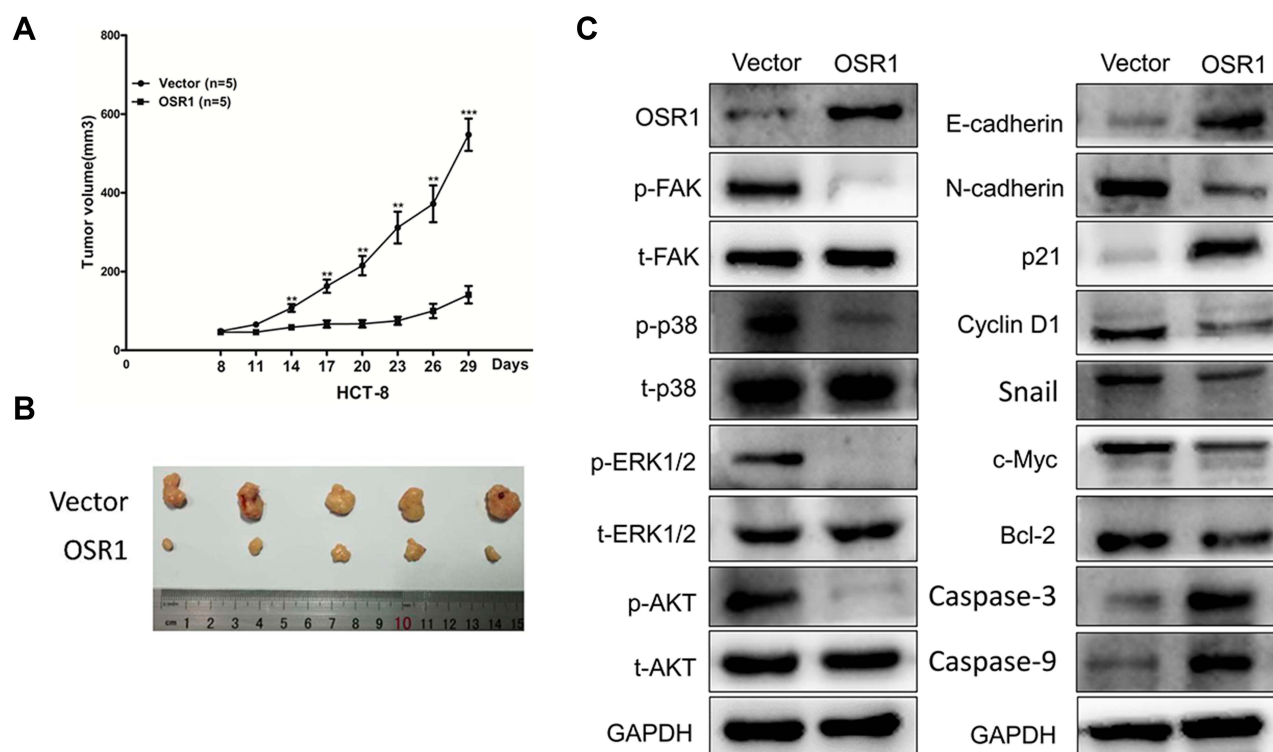 A
800
600
400
200
0
Tumor volume(mm3)
Vector (n=5)
OSR1 (n=5)
**
**
**
**
**
***
0 8 11 14 17 20 23 26 29 Days
HCT-8
B
Vector
OSR1
cm 1 2 3 4 5 6 7 8 9 10 11 12 13 14 15
C
Vector OSR1
OSR1
p-FAK
t-FAK
p-p38
t-p38
p-ERK1/2
t-ERK1/2
p-AKT
t-AKT
GAPDH
Vector OSR1
E-cadherin
N-cadherin
p21
Cyclin D1
Snail
c-Myc
Bcl-2
Caspase-3
Caspase-9
GAPDH